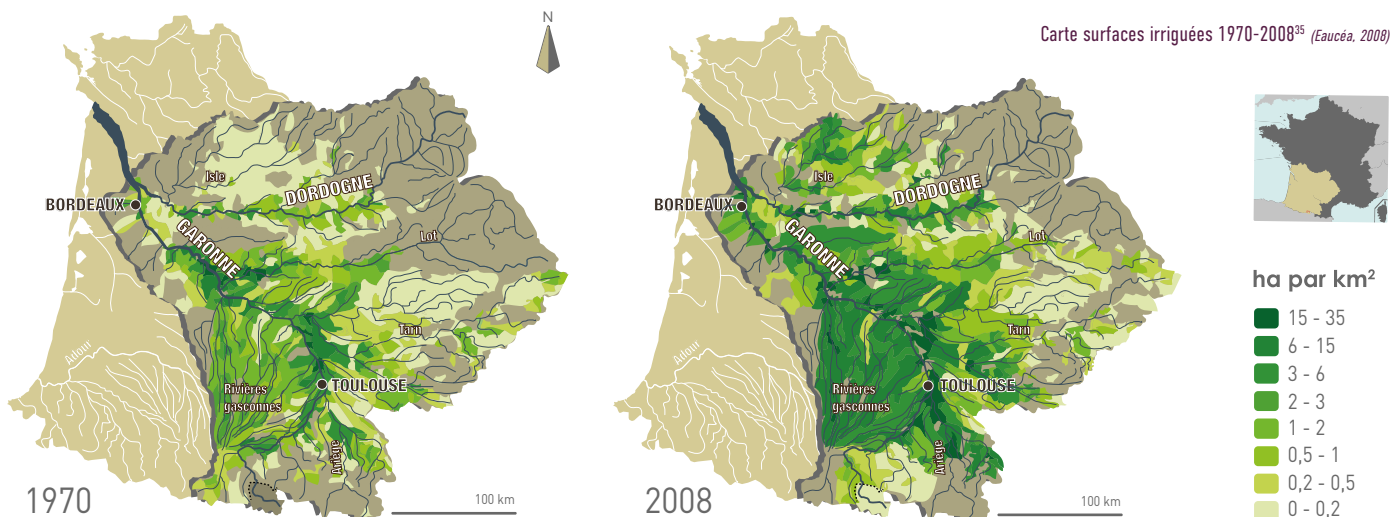 Carte surfaces irriguées 1970-2008³⁵ (Eaucéa, 2008)
N
Isle
DORDOGNE
BORDEAUX
GARONNE
Lot
Tarn
Adour
TOULOUSE
Rivières
gasconnes
Ariège
1970
100 km
Isle
DORDOGNE
BORDEAUX
GARONNE
Lot
Tarn
Adour
TOULOUSE
Rivières
gasconnes
Ariège
2008
100 km
ha par km²
15 - 35
6 - 15
3 - 6
2 - 3
1 - 2
0,5 - 1
0,2 - 0,5
0 - 0,2